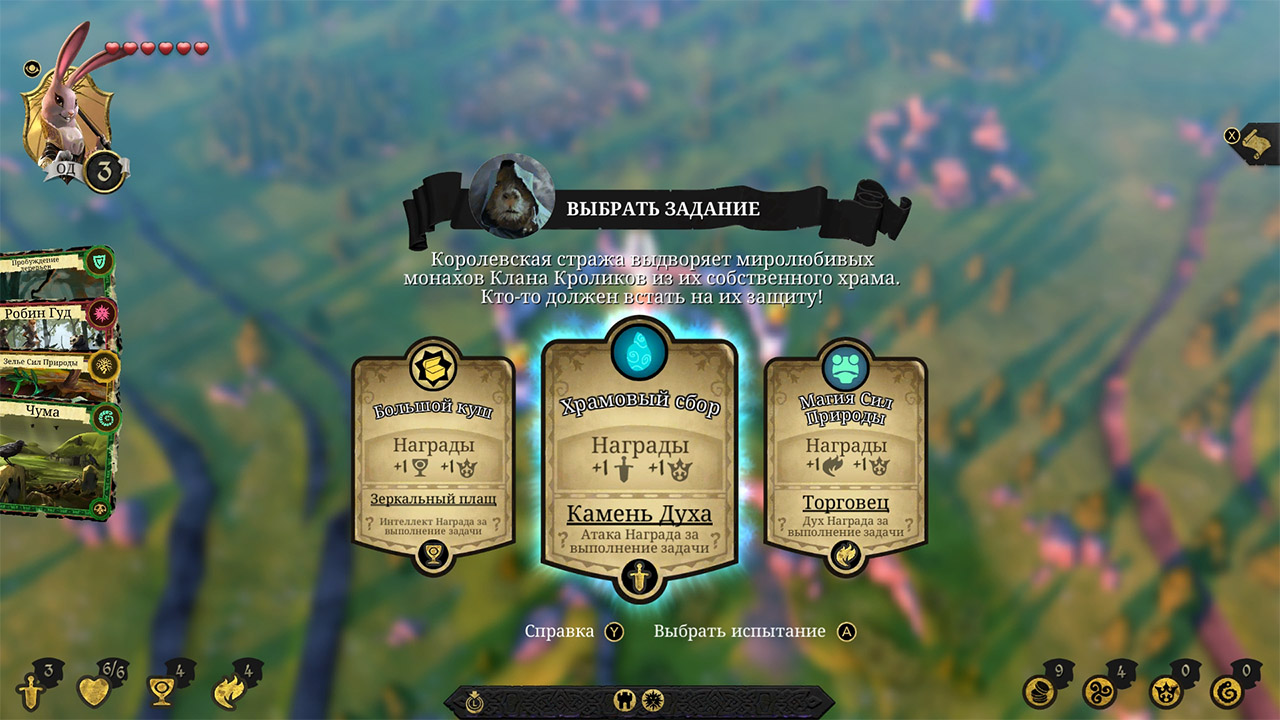 ОД 3
X
ВЫБРАТЬ ЗАДАНИЕ
Королевская стража выдворяет миролюбивых
монахов Клана Кроликов из их собственного храма.
Кто-то должен встать на их защиту!
Пробуждение
деревьев
Робин Гуд
Зелье Сил Природы
Чума
Большой куш
Награды
+1 +1
Зеркальный плащ
? Интеллект Награда за ?
выполнение задачи
Храмовый сбор
Награды
+1 +1
Камень Духа
? Атака Награда за ?
выполнение задачи
Магия Сил
Природы
Награды
+1 +1
Торговец
? Дух Награда за ?
выполнение задачи
Справка Y Выбрать испытание A
3 6/6 4 4
9 4 0 0